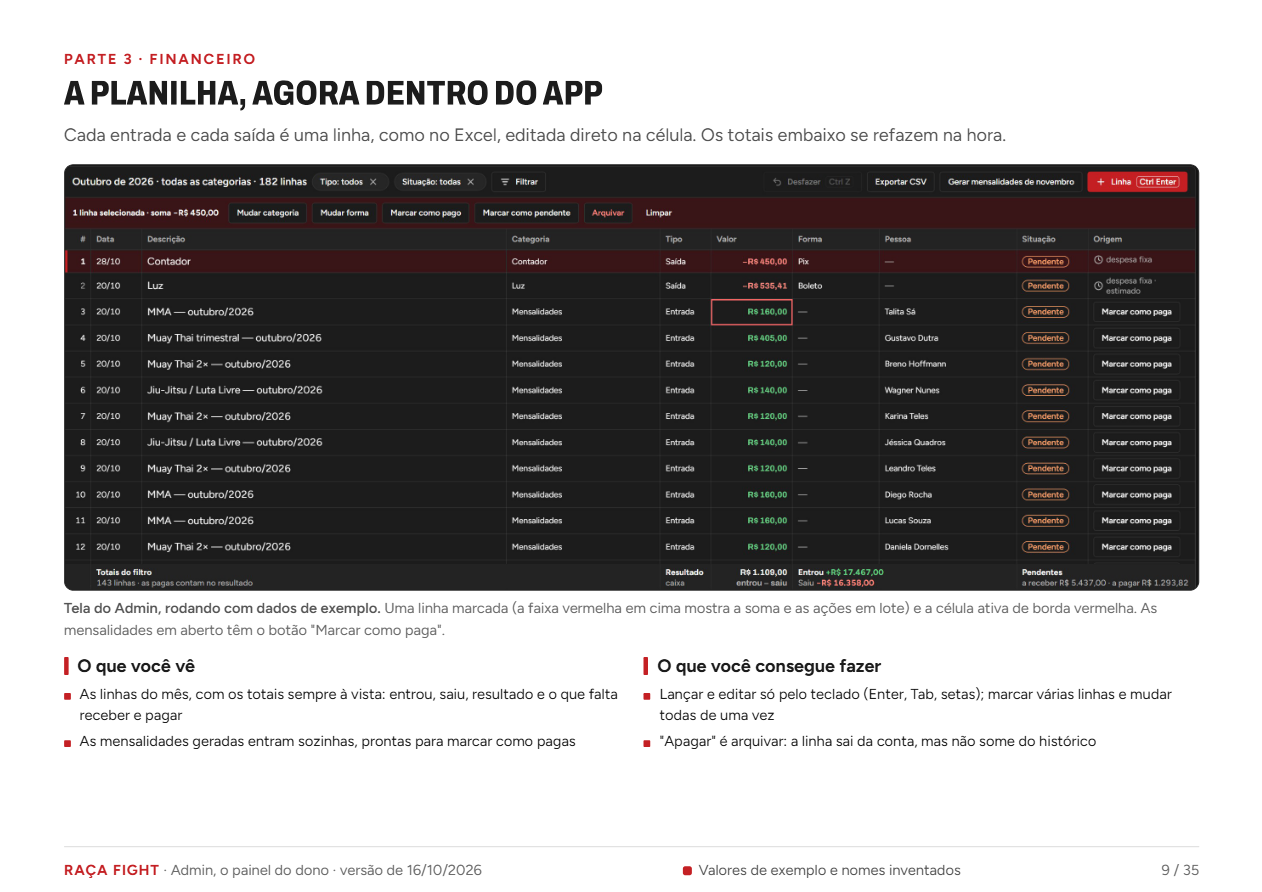 PARTE 3 · FINANCEIRO
A PLANILHA, AGORA DENTRO DO APP
Cada entrada e cada saída é uma linha, como no Excel, editada direto na célula. Os totais embaixo se refazem na hora.
Outubro de 2026 · todas as categorias · 182 linhas Tipo: todos × Situação: todas × Filtrar Desfazer Ctrl Z Exportar CSV Gerar mensalidades de novembro + Linha Ctrl Enter
1 linha selecionada · soma −R$ 450,00 Mudar categoria Mudar forma Marcar como pago Marcar como pendente Arquivar Limpar
# Data Descrição Categoria Tipo Valor Forma Pessoa Situação Origem
1 28/10 Contador Contador Saída −R$ 450,00 Pix — Pendente despesa fixa
2 20/10 Luz Luz Saída −R$ 535,41 Boleto — Pendente despesa fixa ·
estimado
3 20/10 MMA — outubro/2026 Mensalidades Entrada R$ 160,00 — Talita Sá Pendente Marcar como paga
4 20/10 Muay Thai trimestral — outubro/2026 Mensalidades Entrada R$ 405,00 — Gustavo Dutra Pendente Marcar como paga
5 20/10 Muay Thai 2× — outubro/2026 Mensalidades Entrada R$ 120,00 — Breno Hoffmann Pendente Marcar como paga
6 20/10 Jiu-Jitsu / Luta Livre — outubro/2026 Mensalidades Entrada R$ 140,00 — Wagner Nunes Pendente Marcar como paga
7 20/10 Muay Thai 2× — outubro/2026 Mensalidades Entrada R$ 120,00 — Karina Teles Pendente Marcar como paga
8 20/10 Jiu-Jitsu / Luta Livre — outubro/2026 Mensalidades Entrada R$ 140,00 — Jéssica Quadros Pendente Marcar como paga
9 20/10 Muay Thai 2× — outubro/2026 Mensalidades Entrada R$ 120,00 — Leandro Teles Pendente Marcar como paga
10 20/10 MMA — outubro/2026 Mensalidades Entrada R$ 160,00 — Diego Rocha Pendente Marcar como paga
11 20/10 MMA — outubro/2026 Mensalidades Entrada R$ 160,00 — Lucas Souza Pendente Marcar como paga
12 20/10 Muay Thai 2× — outubro/2026 Mensalidades Entrada R$ 120,00 — Daniela Dornelles Pendente Marcar como paga
Totais do filtro Resultado R$ 1.109,00 Entrou +R$ 17.467,00 Pendentes
143 linhas · as pagas contam no resultado caixa entrou − saiu Saiu −R$ 16.358,00 a receber R$ 5.437,00 · a pagar R$ 1.293,82
Tela do Admin, rodando com dados de exemplo. Uma linha marcada (a faixa vermelha em cima mostra a soma e as ações em lote) e a célula ativa de borda vermelha. As
mensalidades em aberto têm o botão "Marcar como paga".
O que você vê
As linhas do mês, com os totais sempre à vista: entrou, saiu, resultado e o que falta
receber e pagar
As mensalidades geradas entram sozinhas, prontas para marcar como pagas
O que você consegue fazer
Lançar e editar só pelo teclado (Enter, Tab, setas); marcar várias linhas e mudar
todas de uma vez
"Apagar" é arquivar: a linha sai da conta, mas não some do histórico
RAÇA FIGHT · Admin, o painel do dono · versão de 16/10/2026 Valores de exemplo e nomes inventados 9 / 35